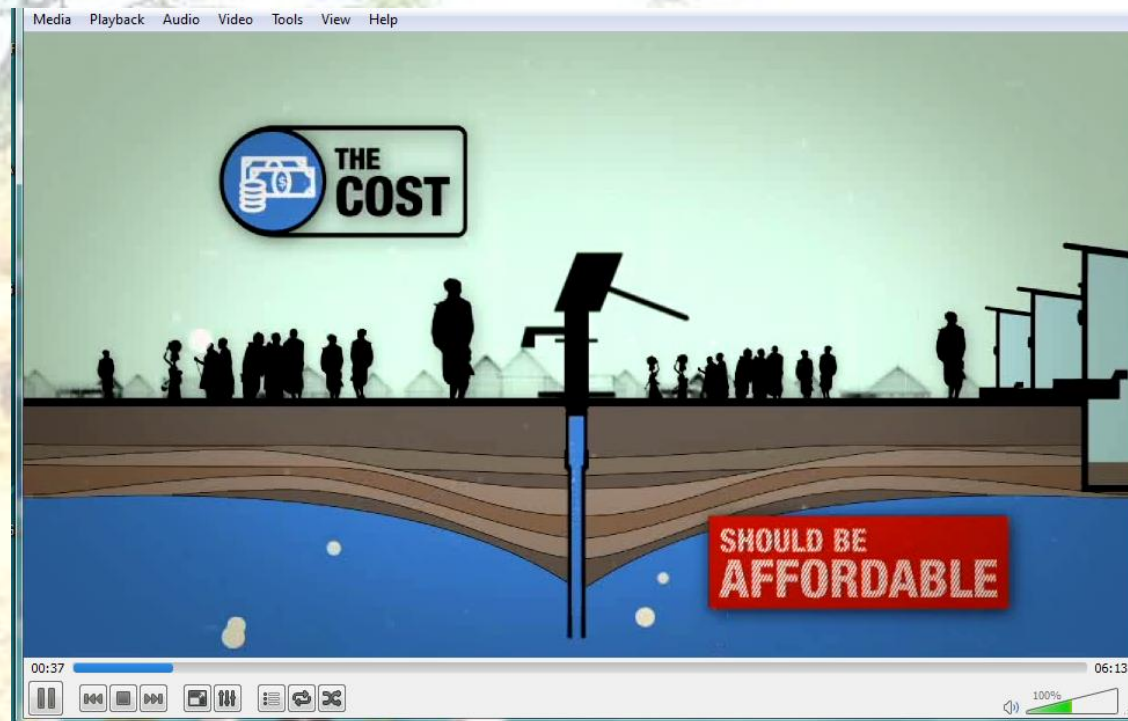 Media Playback Audio Video Tools View Help
THE
COST
$
SHOULD BE
AFFORDABLE
00:37 06:13
100%